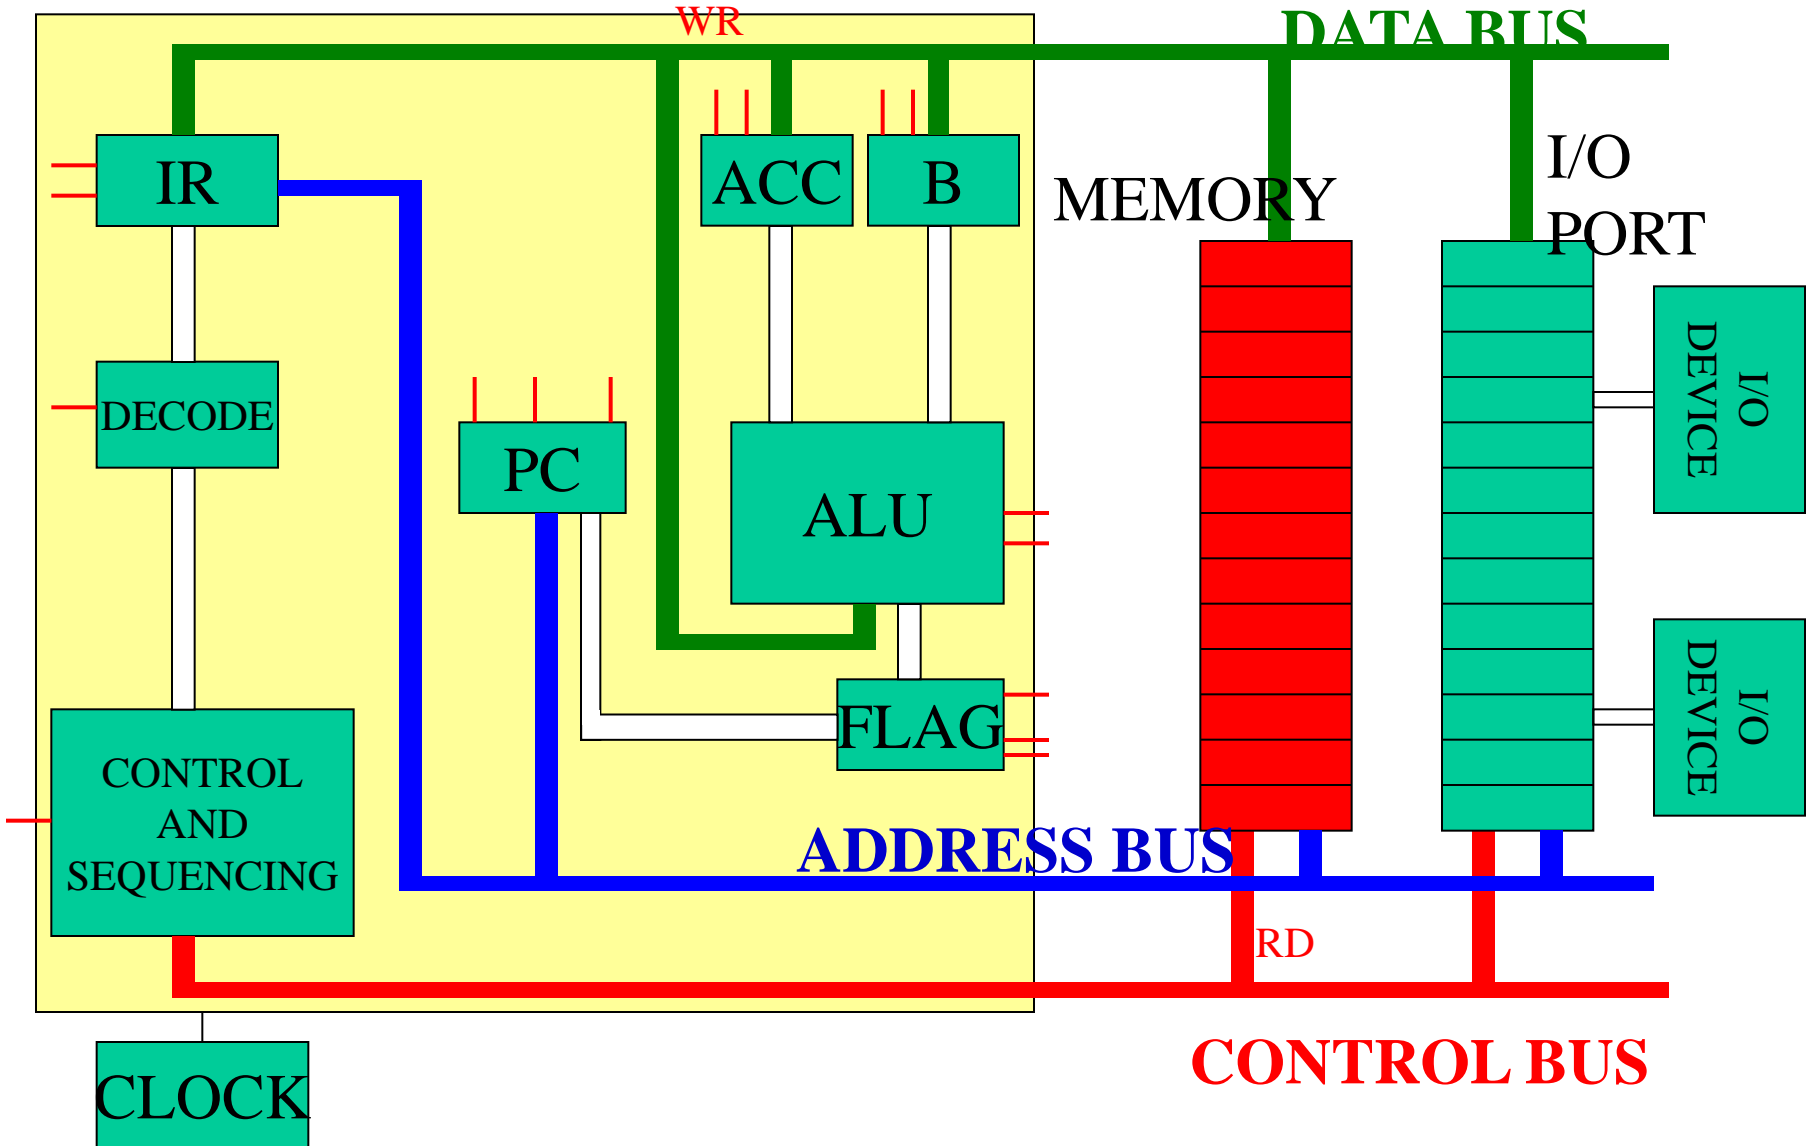 WR
DATA BUS
IR
ACC
B
MEMORY
I/O
PORT
I/O
DEVICE
DECODE
PC
ALU
FLAG
I/O
DEVICE
CONTROL
AND
SEQUENCING
ADDRESS BUS
RD
CONTROL BUS
CLOCK